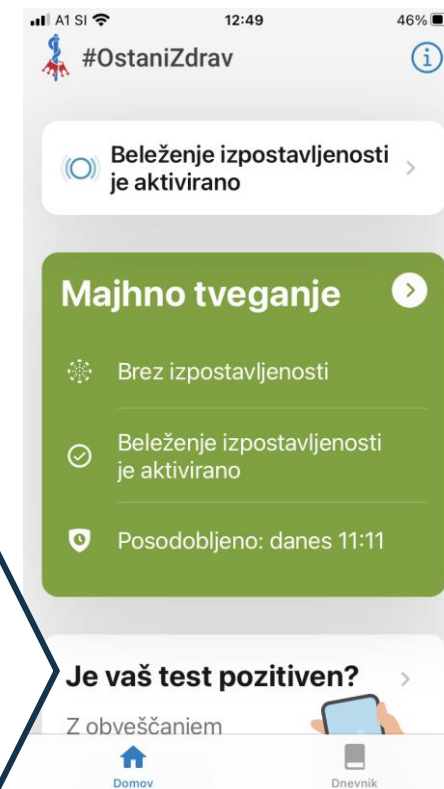 A1 SI 12:49 46%
#OstaniZdrav
Beleženje izpostavljenosti
je aktivirano
Majhno tveganje
Brez izpostavljenosti
Beleženje izpostavljenosti
je aktivirano
Posodobljeno: danes 11:11
Je vaš test pozitiven?
Z obveščanjem
Domov Dnevnik